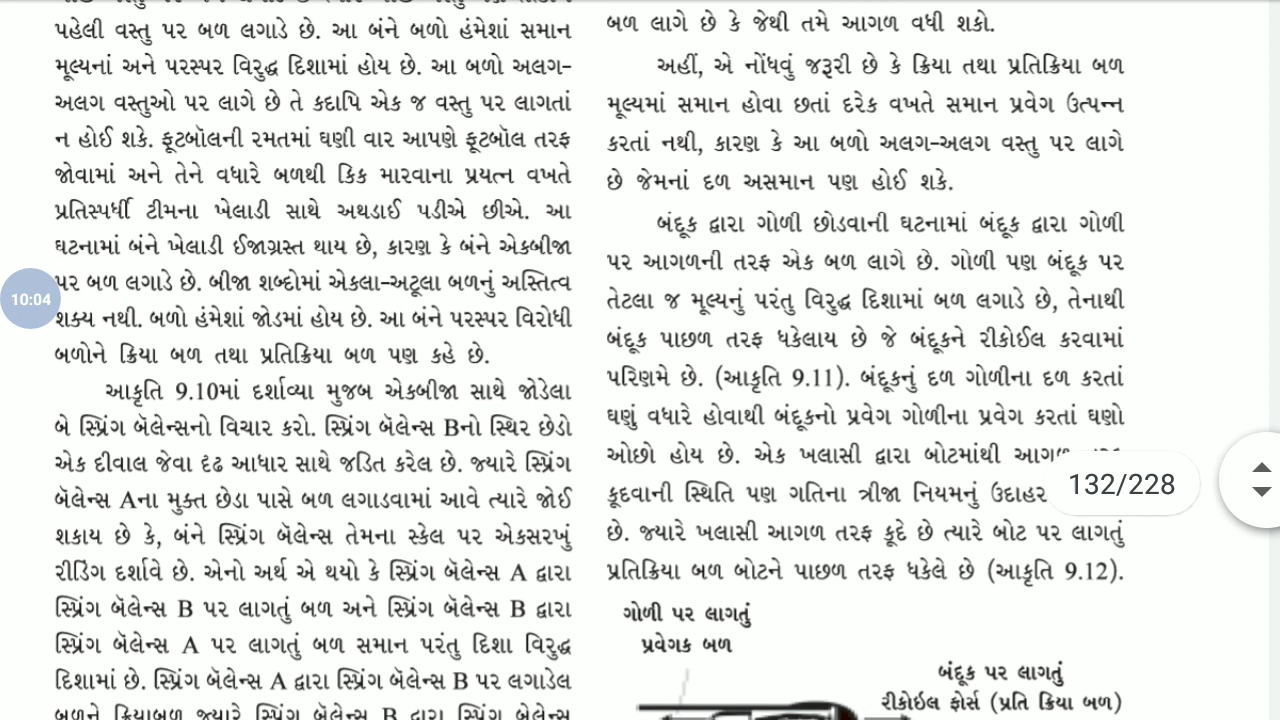 પહેલી વસ્તુ પર બળ લગાડે છે. આ બંને બળો હંમેશાં સમાન
મૂલ્યનાં અને પરસ્પર વિરુદ્ધ દિશામાં હોય છે. આ બળો અલગ-
અલગ વસ્તુઓ પર લાગે છે તે કદાપિ એક જ વસ્તુ પર લાગતાં
ન હોઈ શકે. ફૂટબૉલની રમતમાં ઘણી વાર આપણે ફૂટબૉલ તરફ
જોવામાં અને તેને વધારે બળથી કિક મારવાના પ્રયત્ન વખતે
પ્રતિસ્પર્ધી ટીમના ખેલાડી સાથે અથડાઈ પડીએ છીએ. આ
ઘટનામાં બંને ખેલાડી ઈજાગ્રસ્ત થાય છે, કારણ કે બંને એકબીજા
પર બળ લગાડે છે. બીજા શબ્દોમાં એકલા-અટૂલા બળનું અસ્તિત્વ
શક્ય નથી. બળો હંમેશાં જોડમાં હોય છે. આ બંને પરસ્પર વિરોધી
બળોને ક્રિયા બળ તથા પ્રતિક્રિયા બળ પણ કહે છે.
આકૃતિ 9.10માં દર્શાવ્યા મુજબ એકબીજા સાથે જોડેલા
બે સ્પ્રિંગ બૅલેન્સનો વિચાર કરો. સ્પ્રિંગ બૅલેન્સ Bનો સ્થિર છેડો
એક દીવાલ જેવા દૃઢ આધાર સાથે જડિત કરેલ છે. જ્યારે સ્પ્રિંગ
બૅલેન્સ Aના મુક્ત છેડા પાસે બળ લગાડવામાં આવે ત્યારે જોઈ
શકાય છે કે, બંને સ્પ્રિંગ બૅલેન્સ તેમના સ્કેલ પર એકસરખું
રીડિંગ દર્શાવે છે. એનો અર્થ એ થયો કે સ્પ્રિંગ બૅલેન્સ A દ્વારા
સ્પ્રિંગ બૅલેન્સ B પર લાગતું બળ અને સ્પ્રિંગ બૅલેન્સ B દ્વારા
સ્પ્રિંગ બૅલેન્સ A પર લાગતું બળ સમાન પરંતુ દિશા વિરુદ્ધ
દિશામાં છે. સ્પ્રિંગ બૅલેન્સ A દ્વારા સ્પ્રિંગ બૅલેન્સ B પર લગાડેલ
બળને ક્રિયાબળ જ્યારે સ્પ્રિંગ બૅલેન્સ B દ્વારા સ્પ્રિંગ બૅલેન્સ
10:04
બળ લાગે છે કે જેથી તમે આગળ વધી શકો.
અહીં, એ નોંધવું જરૂરી છે કે ક્રિયા તથા પ્રતિક્રિયા બળ
મૂલ્યમાં સમાન હોવા છતાં દરેક વખતે સમાન પ્રવેગ ઉત્પન્ન
કરતાં નથી, કારણ કે આ બળો અલગ-અલગ વસ્તુ પર લાગે
છે જેમનાં દળ અસમાન પણ હોઈ શકે.
બંદૂક દ્વારા ગોળી છોડવાની ઘટનામાં બંદૂક દ્વારા ગોળી
પર આગળની તરફ એક બળ લાગે છે. ગોળી પણ બંદૂક પર
તેટલા જ મૂલ્યનું પરંતુ વિરુદ્ધ દિશામાં બળ લગાડે છે, તેનાથી
બંદૂક પાછળ તરફ ધકેલાય છે જે બંદૂકને રીકોઈલ કરવામાં
પરિણમે છે. (આકૃતિ 9.11). બંદૂકનું દળ ગોળીના દળ કરતાં
ઘણું વધારે હોવાથી બંદૂકનો પ્રવેગ ગોળીના પ્રવેગ કરતાં ઘણો
ઓછો હોય છે. એક ખલાસી દ્વારા બોટમાંથી
કૂદવાની સ્થિતિ પણ ગતિના ત્રીજા નિયમનું ઉદાહર
છે. જ્યારે ખલાસી આગળ તરફ કૂદે છે ત્યારે બોટ પર લાગતું
પ્રતિક્રિયા બળ બોટને પાછળ તરફ ધકેલે છે (આકૃતિ 9.12).
132/228
ગોળી પર લાગતું
પ્રવેગક બળ
બંદૂક પર લાગતું
રીકોઇલ ફોર્સ (પ્રતિ ક્રિયા બળ)